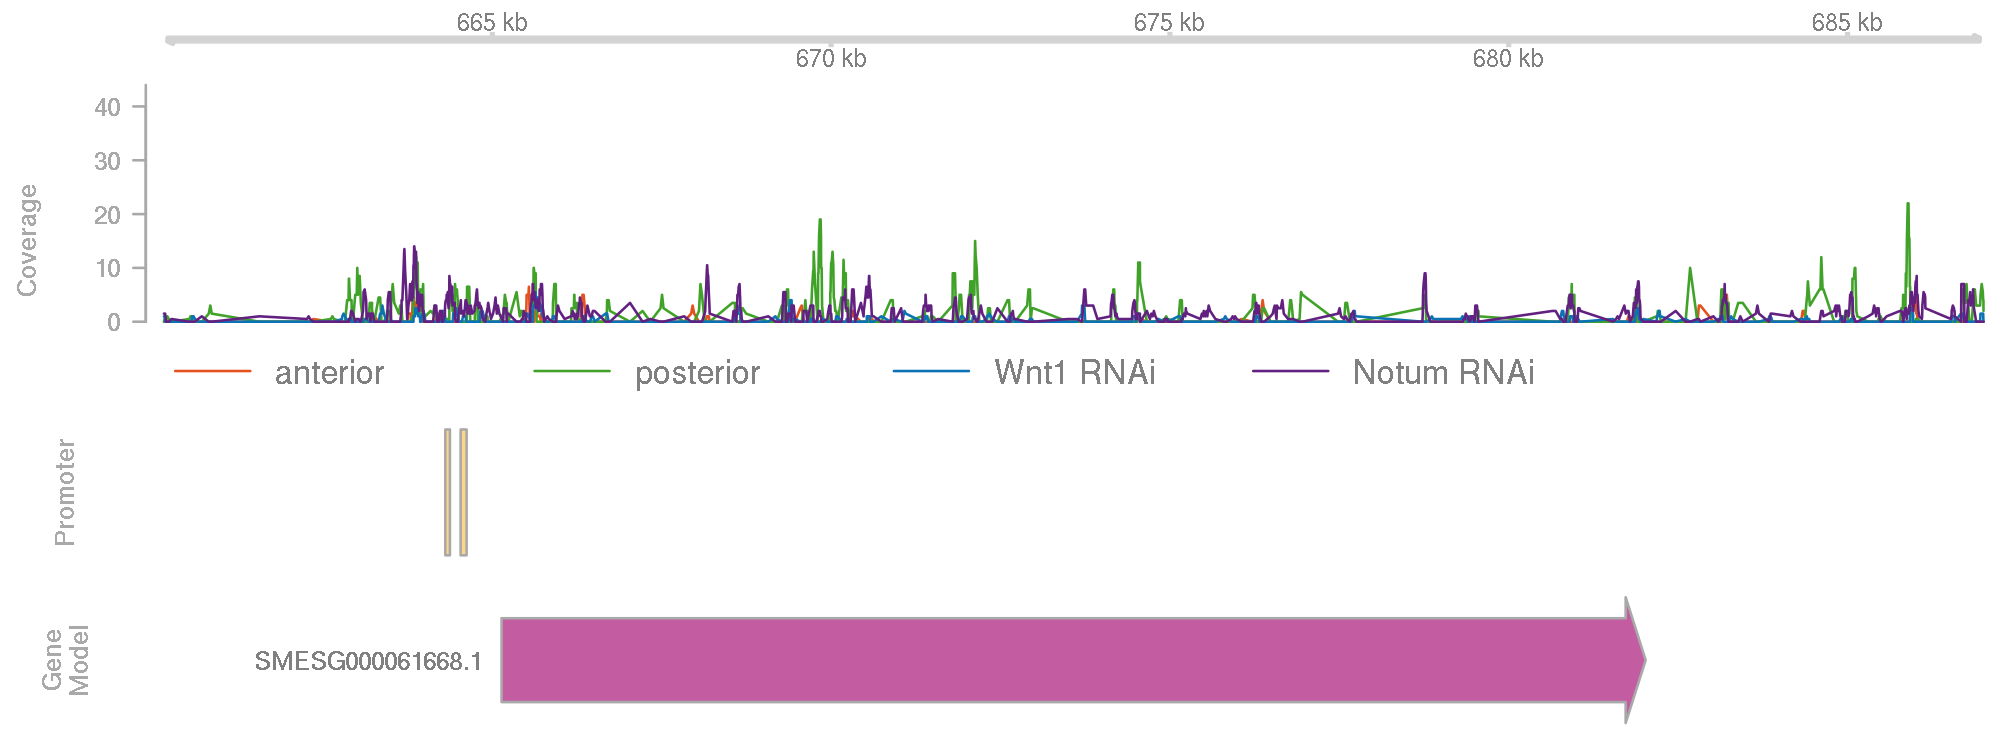 665 kb
675 kb
685 kb
670 kb
680 kb
Coverage
40
30
20
10
0
anterior
posterior
Wnt1 RNAi
Notum RNAi
Promoter
Gene
Model
SMESG000061668.1